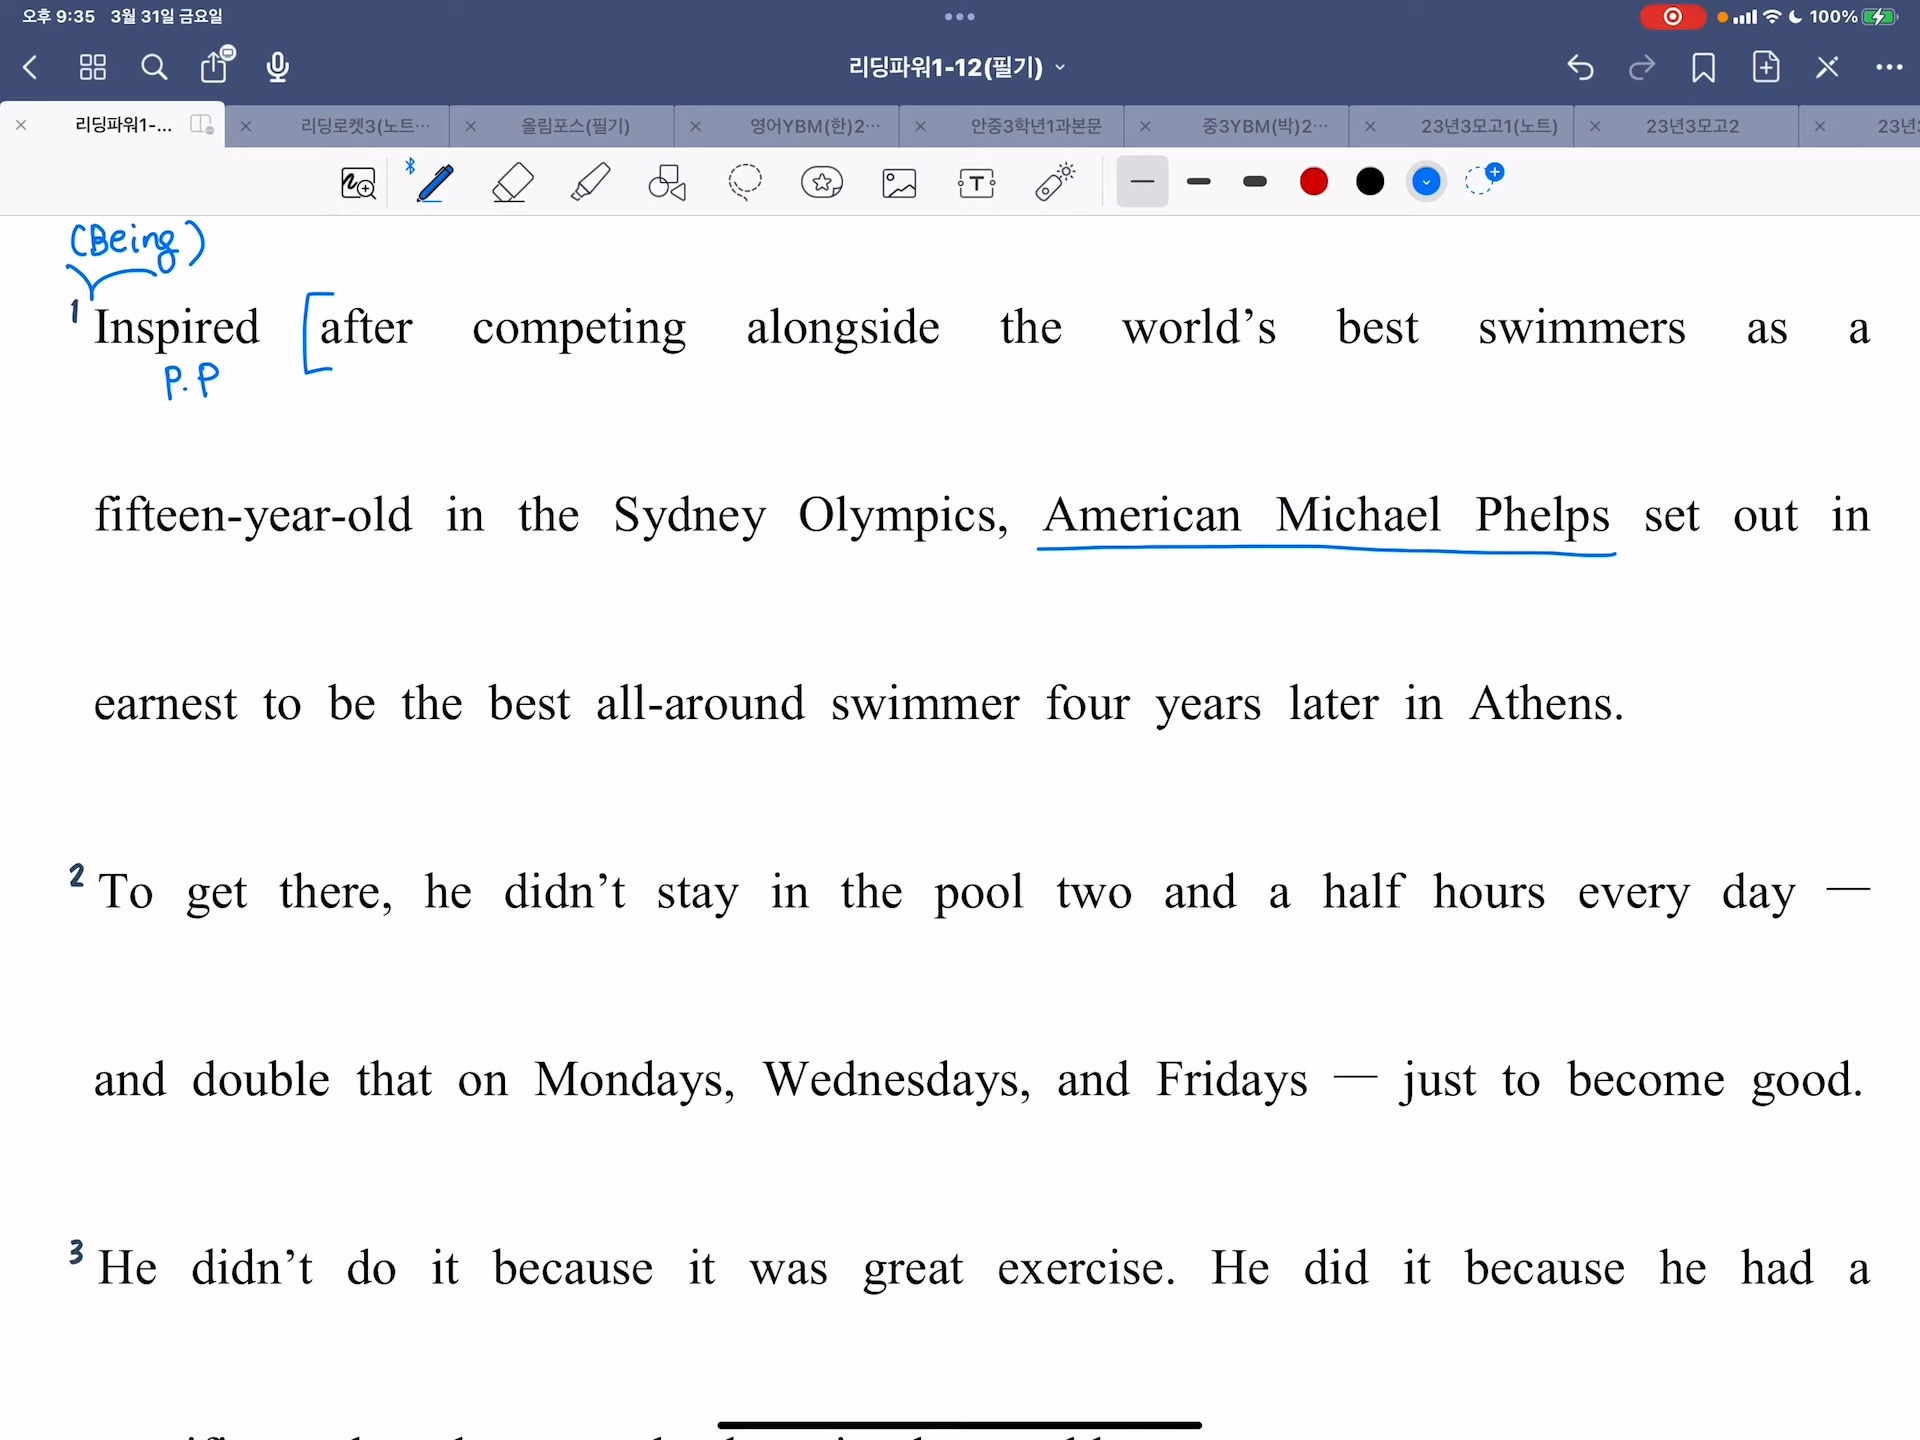 오후 9:35 3월 31일 금요일 100%
리딩파워1-12(필기)
리딩파워1-... 리딩로켓3(노트… 올림포스(필기) 영어YBM(한)2… 안중3학년1과본문 중3YBM(박)2… 23년3모고1(노트) 23년3모고2 23년
(Being)
1 Inspired [after competing alongside the world's best swimmers as a
P.P
fifteen-year-old in the Sydney Olympics, American Michael Phelps set out in
earnest to be the best all-around swimmer four years later in Athens.
2 To get there, he didn't stay in the pool two and a half hours every day —
and double that on Mondays, Wednesdays, and Fridays — just to become good.
3 He didn't do it because it was great exercise. He did it because he had a